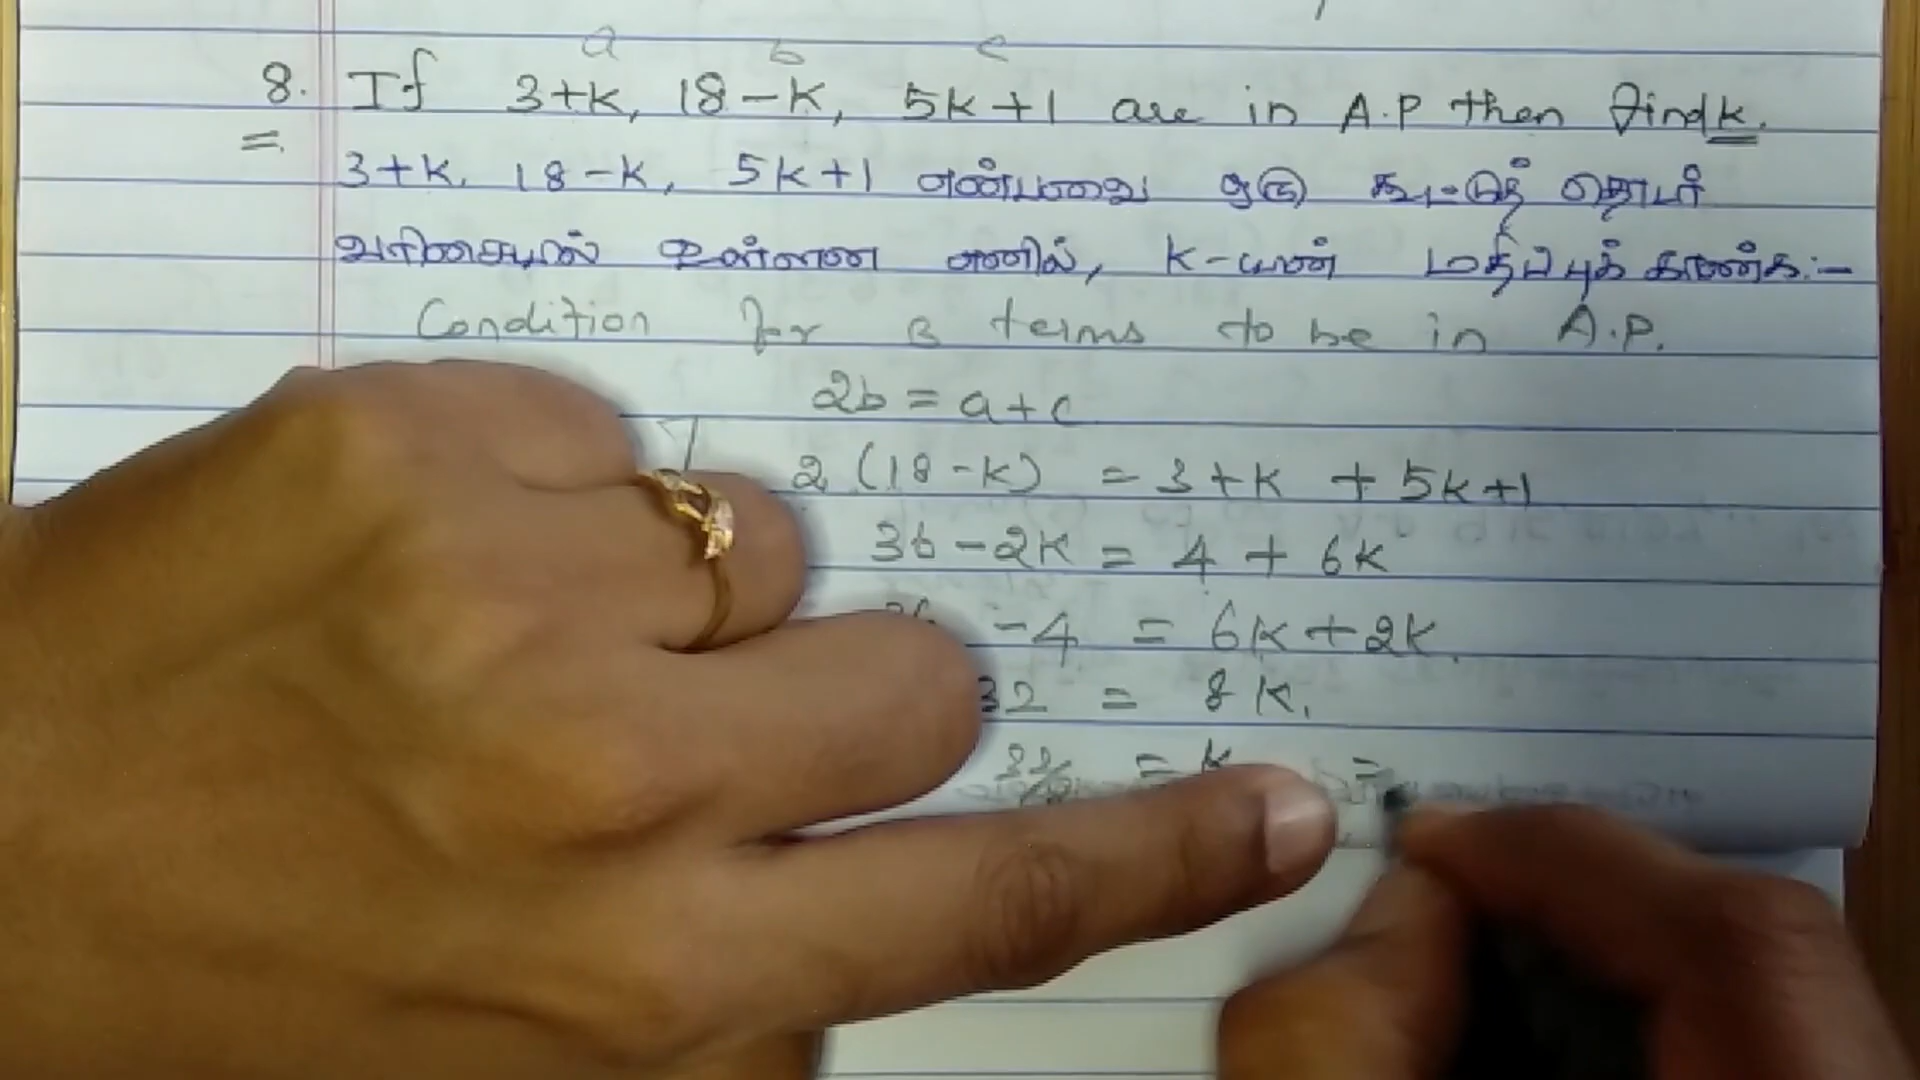 a b c
8. If 3+k, 18-k, 5k+1 are in A.P then find k.
3+k, 18-k, 5k+1 என்பவை ஒரு கூட்டுத் தொடர்
வரிசையில் உள்ளன எனில், k-யின் மதிப்புக் காண்க:-
Condition for 3 terms to be in A.P.
2b = a+c
2 (18-k) = 3+k + 5k+1
36-2k = 4 + 6k
36 -4 = 6k+2k
32 = 8k.
= k =